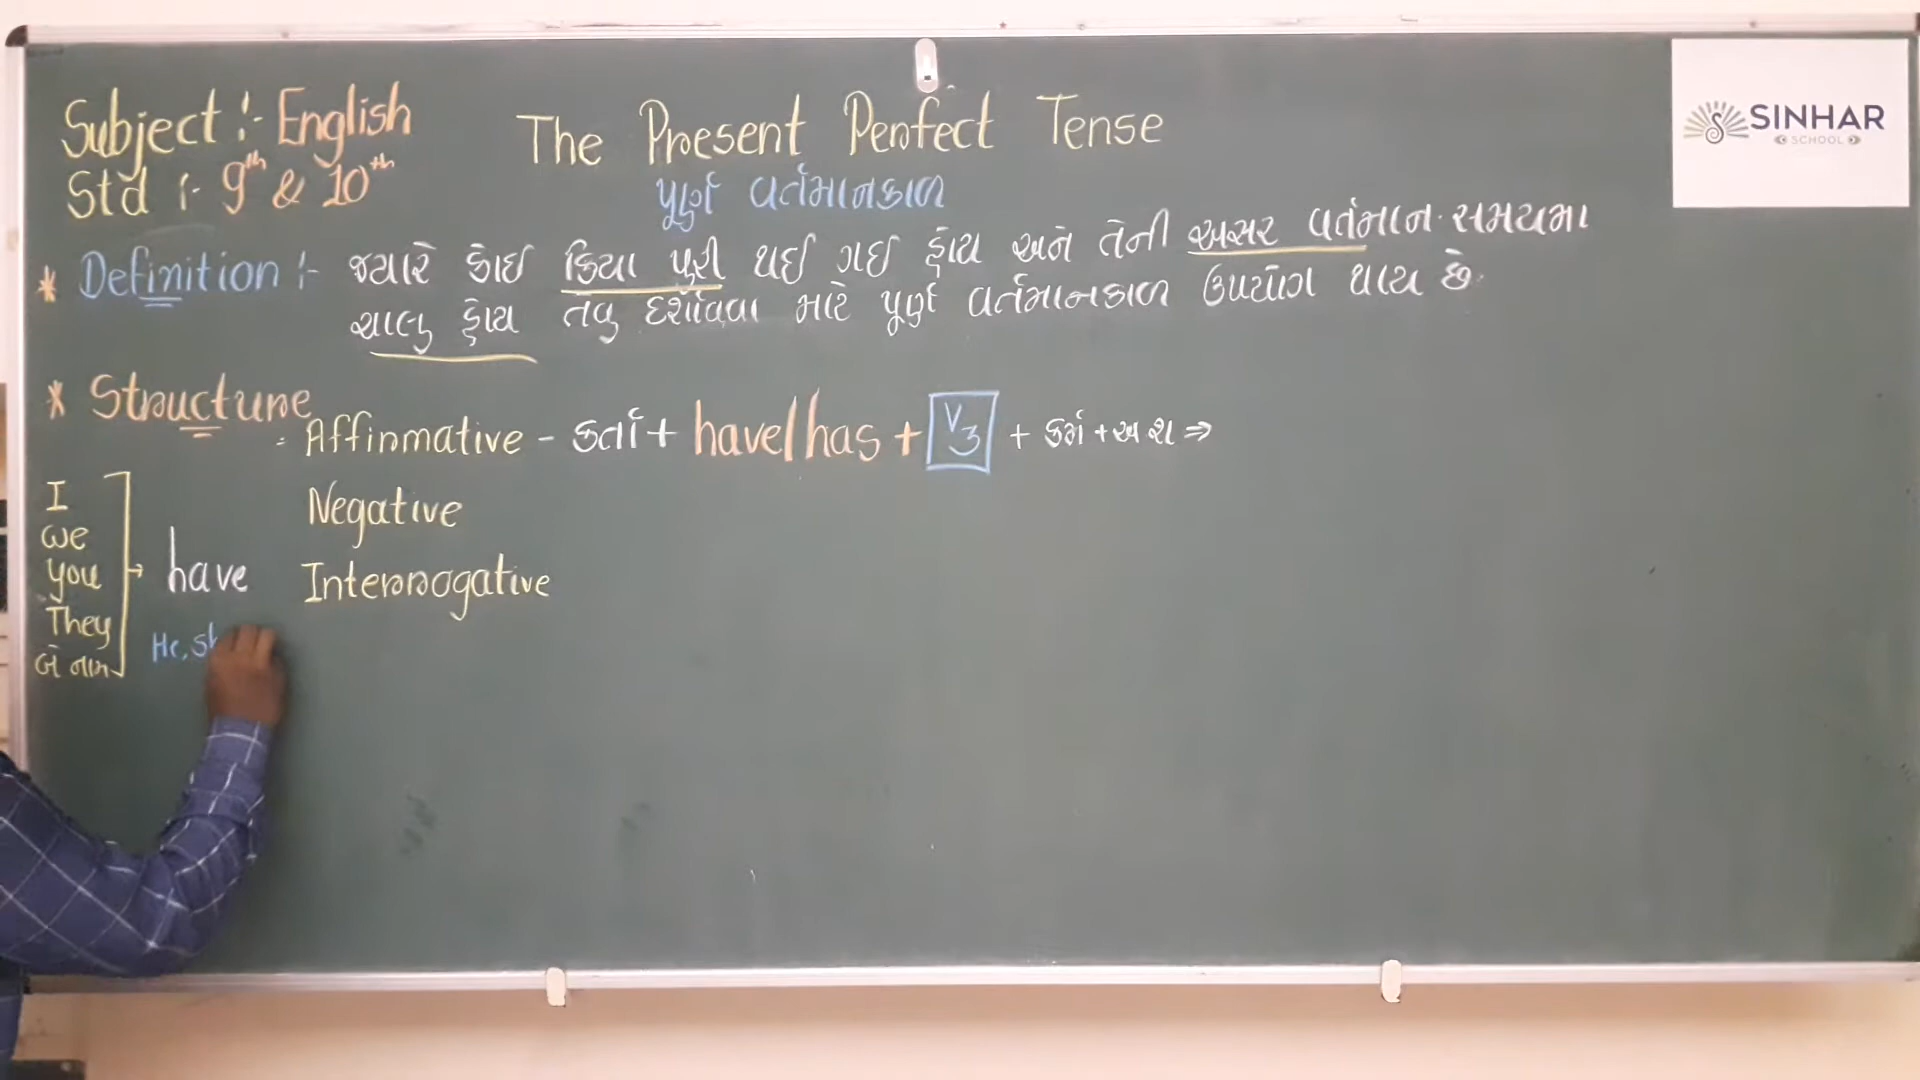 Subject :- English
Std :- 9th & 10th
The Present Perfect Tense
પૂર્ણ વર્તમાનકાળ
SINHAR
SCHOOL
* Definition :- જ્યારે કોઈ ક્રિયા પુરી થઈ ગઈ હોય અને તેની અસર વર્તમાન સમયમા
ચાલુ હોય તેવુ દર્શાવવા માટે પૂર્ણ વર્તમાનકાળ ઉપયોગ થાય છે.
* Structure
Affirmative - કર્તા + have/has + V3 + કર્મ + અ શ ⇒
Negative
Interrogative
I
we
you
They
બે નામ
→ have
He, Sh